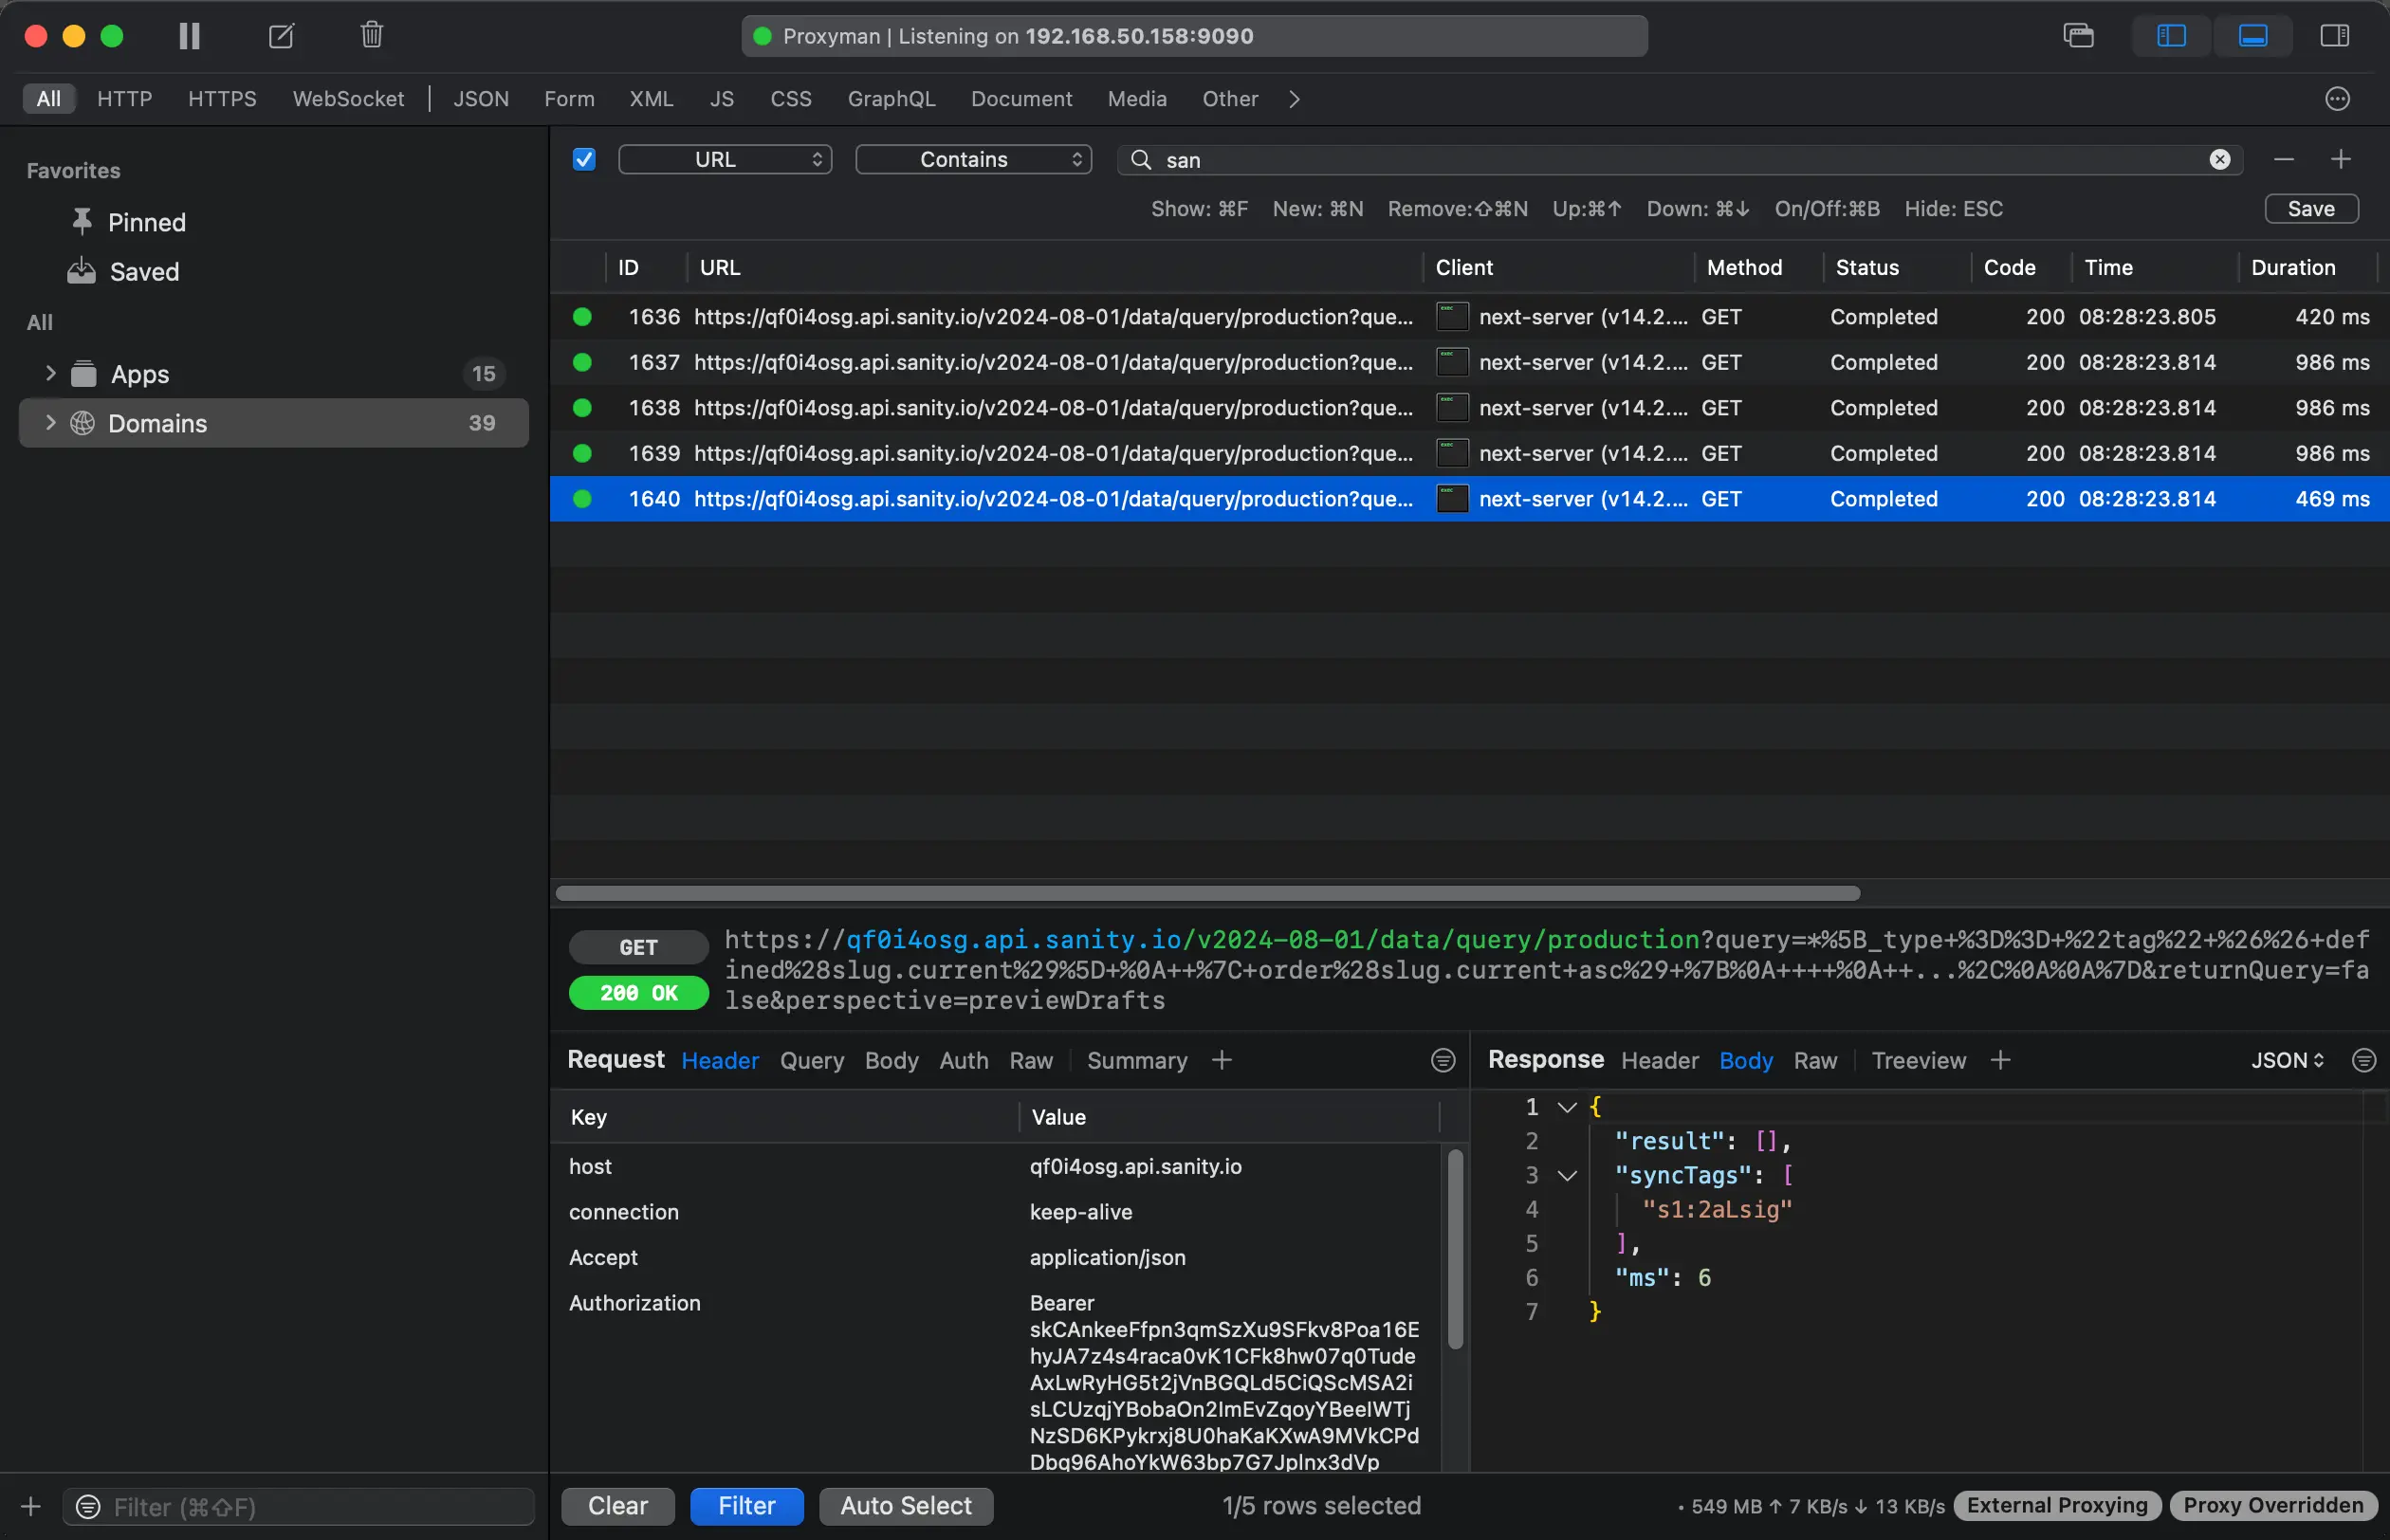 Proxyman | Listening on 192.168.50.158:9090
All HTTP HTTPS WebSocket | JSON Form XML JS CSS GraphQL Document Media Other
Favorites
Pinned
Saved
All
Apps 15
Domains 39
URL Contains san
Show: ⌘F New: ⌘N Remove:⇧⌘N Up:⌘↑ Down: ⌘↓ On/Off:⌘B Hide: ESC Save
ID URL Client Method Status Code Time Duration
1636 https://qf0i4osg.api.sanity.io/v2024-08-01/data/query/production?que... next-server (v14.2.... GET Completed 200 08:28:23.805 420 ms
1637 https://qf0i4osg.api.sanity.io/v2024-08-01/data/query/production?que... next-server (v14.2.... GET Completed 200 08:28:23.814 986 ms
1638 https://qf0i4osg.api.sanity.io/v2024-08-01/data/query/production?que... next-server (v14.2.... GET Completed 200 08:28:23.814 986 ms
1639 https://qf0i4osg.api.sanity.io/v2024-08-01/data/query/production?que... next-server (v14.2.... GET Completed 200 08:28:23.814 986 ms
1640 https://qf0i4osg.api.sanity.io/v2024-08-01/data/query/production?que... next-server (v14.2.... GET Completed 200 08:28:23.814 469 ms
GET
200 OK
https://qf0i4osg.api.sanity.io/v2024-08-01/data/query/production?query=*%5B_type+%3D%3D+%22tag%22+%26%26+def
ined%28slug.current%29%5D+%0A++%7C+order%28slug.current+asc%29+%7B%0A++++%0A++...%2C%0A%0A%7D&returnQuery=fa
lse&perspective=previewDrafts
Request Header Query Body Auth Raw Summary +
Key Value
host qf0i4osg.api.sanity.io
connection keep-alive
Accept application/json
Authorization Bearer
skCAnkeeFfpn3qmSzXu9SFkv8Poa16E
hyJA7z4s4raca0vK1CFk8hw07q0Tude
AxLwRyHG5t2jVnBGQLd5CiQScMSA2i
sLCUzqjYBobaOn2ImEvZqoyYBeeIWTj
NzSD6KPykrxj8U0haKaKXwA9MVkCPd
Dbq96AhoYkW63bp7G7JpInx3dVp
Response Header Body Raw Treeview + JSON
1 {
2 "result": [],
3 "syncTags": [
4 "s1:2aLsig"
5 ],
6 "ms": 6
7 }
+ Filter (⌘⇧F)
Clear Filter Auto Select 1/5 rows selected • 549 MB ↑ 7 KB/s ↓ 13 KB/s External Proxying Proxy Overridden